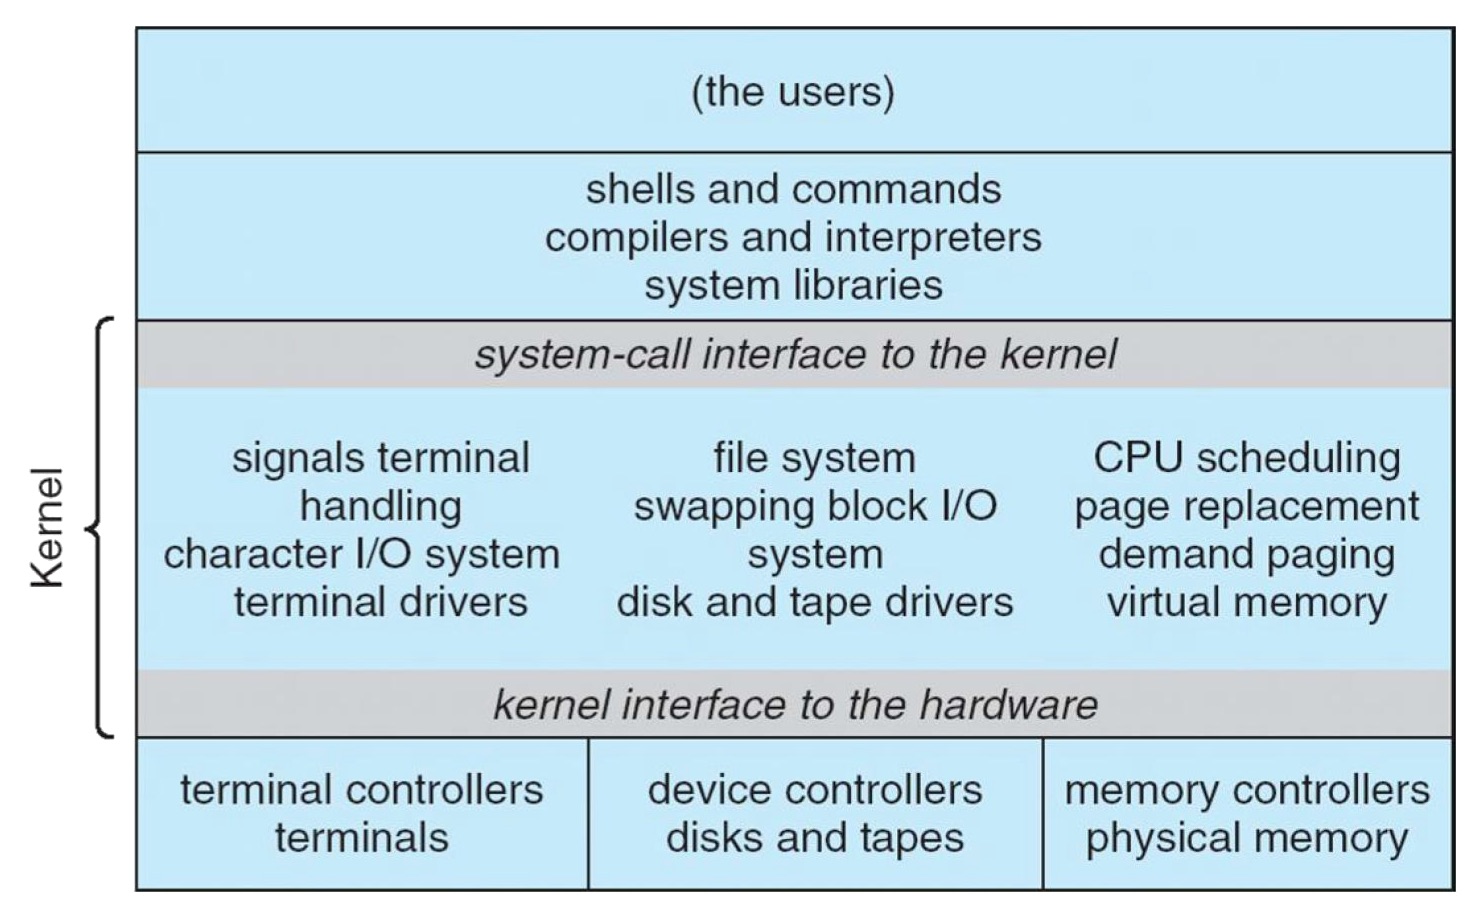 (the users)
shells and commands
compilers and interpreters
system libraries
system-call interface to the kernel
Kernel
signals terminal
handling
character I/O system
terminal drivers
file system
swapping block I/O
system
disk and tape drivers
CPU scheduling
page replacement
demand paging
virtual memory
kernel interface to the hardware
terminal controllers
terminals
device controllers
disks and tapes
memory controllers
physical memory